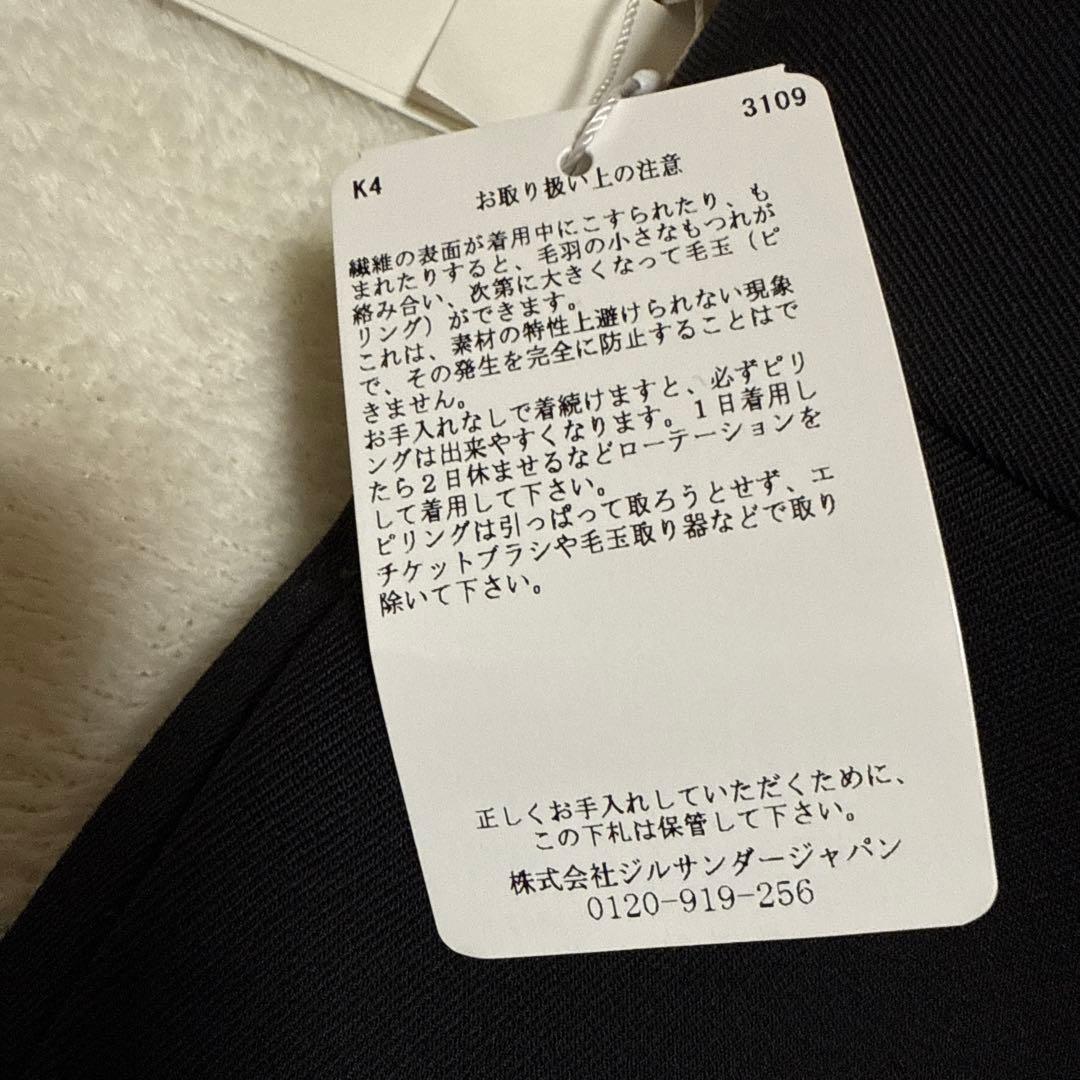 K4
3109
お取り扱い上の注意
繊維の表面が着用中にこすられたり、も
まれたりすると、毛羽の小さなもつれが
絡み合い、次第に大きくなって毛玉（ピ
リング）ができます。
これは、素材の特性上避けられない現象
で、その発生を完全に防止することはで
きません。
お手入れなしで着続けますと、必ずピリ
ングは出来やすくなります。１日着用し
たら２日休ませるなどローテーションを
して着用して下さい。
ピリングは引っぱって取ろうとせず、エ
チケットブラシや毛玉取り器などで取り
除いて下さい。
正しくお手入れしていただくために、
この下札は保管して下さい。
株式会社ジルサンダージャパン
0120-919-256